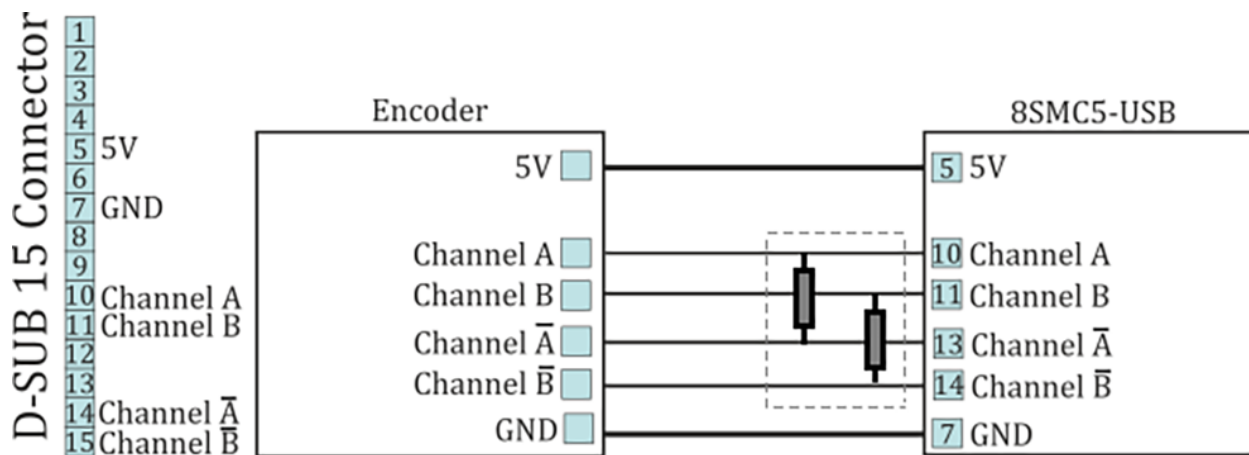 D-SUB 15 Connector
1
2
3
4
5 5V
6
7 GND
8
9
10 Channel A
11 Channel B
12
13
14 Channel A̅
15 Channel B̅
Encoder
5V
Channel A
Channel B
Channel A̅
Channel B̅
GND
8SMC5-USB
5 5V
10 Channel A
11 Channel B
13 Channel A̅
14 Channel B̅
7 GND